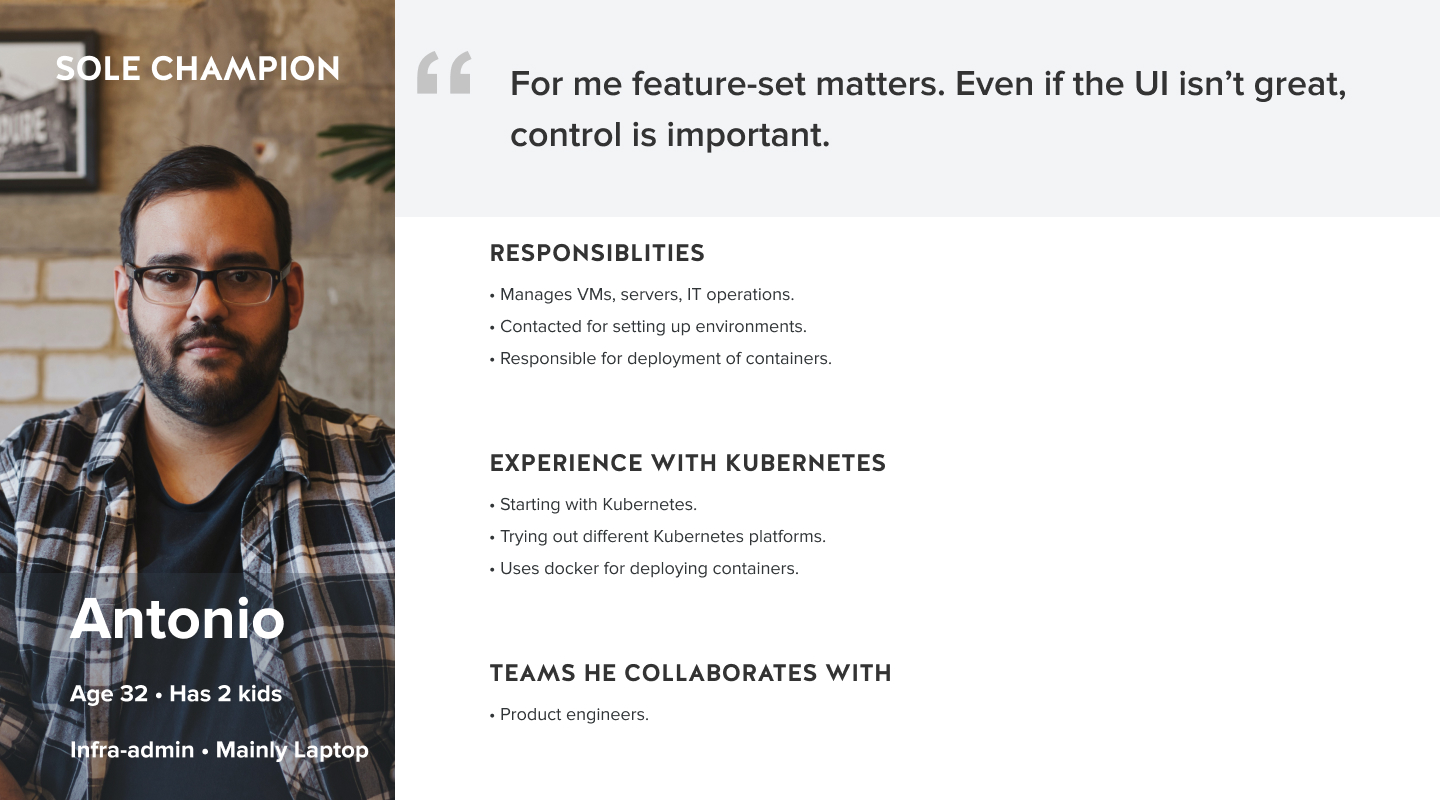 SOLE CHAMPION
“
For me feature-set matters. Even if the UI isn’t great,
control is important.
RESPONSIBLITIES
• Manages VMs, servers, IT operations.
• Contacted for setting up environments.
• Responsible for deployment of containers.
EXPERIENCE WITH KUBERNETES
• Starting with Kubernetes.
• Trying out different Kubernetes platforms.
• Uses docker for deploying containers.
TEAMS HE COLLABORATES WITH
• Product engineers.
Antonio
Age 32 • Has 2 kids
Infra-admin • Mainly Laptop